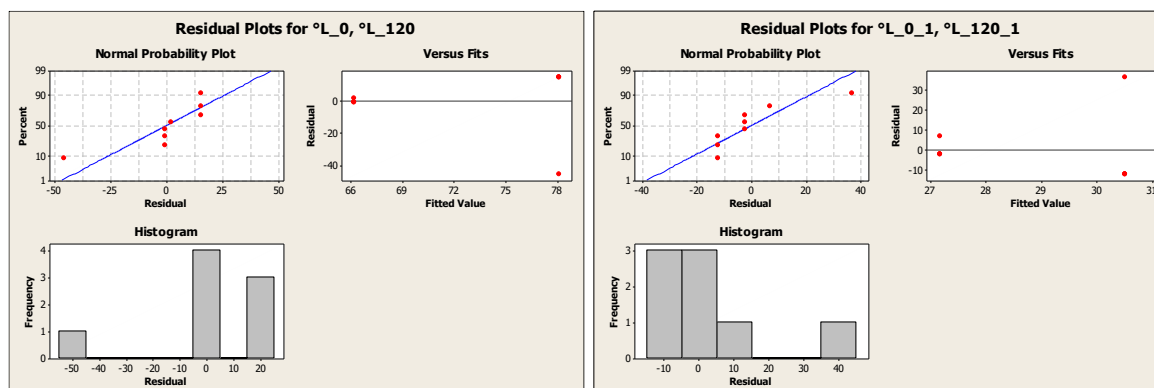 Residual Plots for °L_0, °L_120
Normal Probability Plot
99
90
50
10
1
Percent
-50 -25 0 25 50
Residual
Versus Fits
0
-20
-40
Residual
66 69 72 75 78
Fitted Value
Histogram
4
3
2
1
0
Frequency
-50 -40 -30 -20 -10 0 10 20
Residual
Residual Plots for °L_0_1, °L_120_1
Normal Probability Plot
99
90
50
10
1
Percent
-40 -20 0 20 40
Residual
Versus Fits
30
20
10
0
-10
Residual
27 28 29 30 31
Fitted Value
Histogram
3
2
1
0
Frequency
-10 0 10 20 30 40
Residual